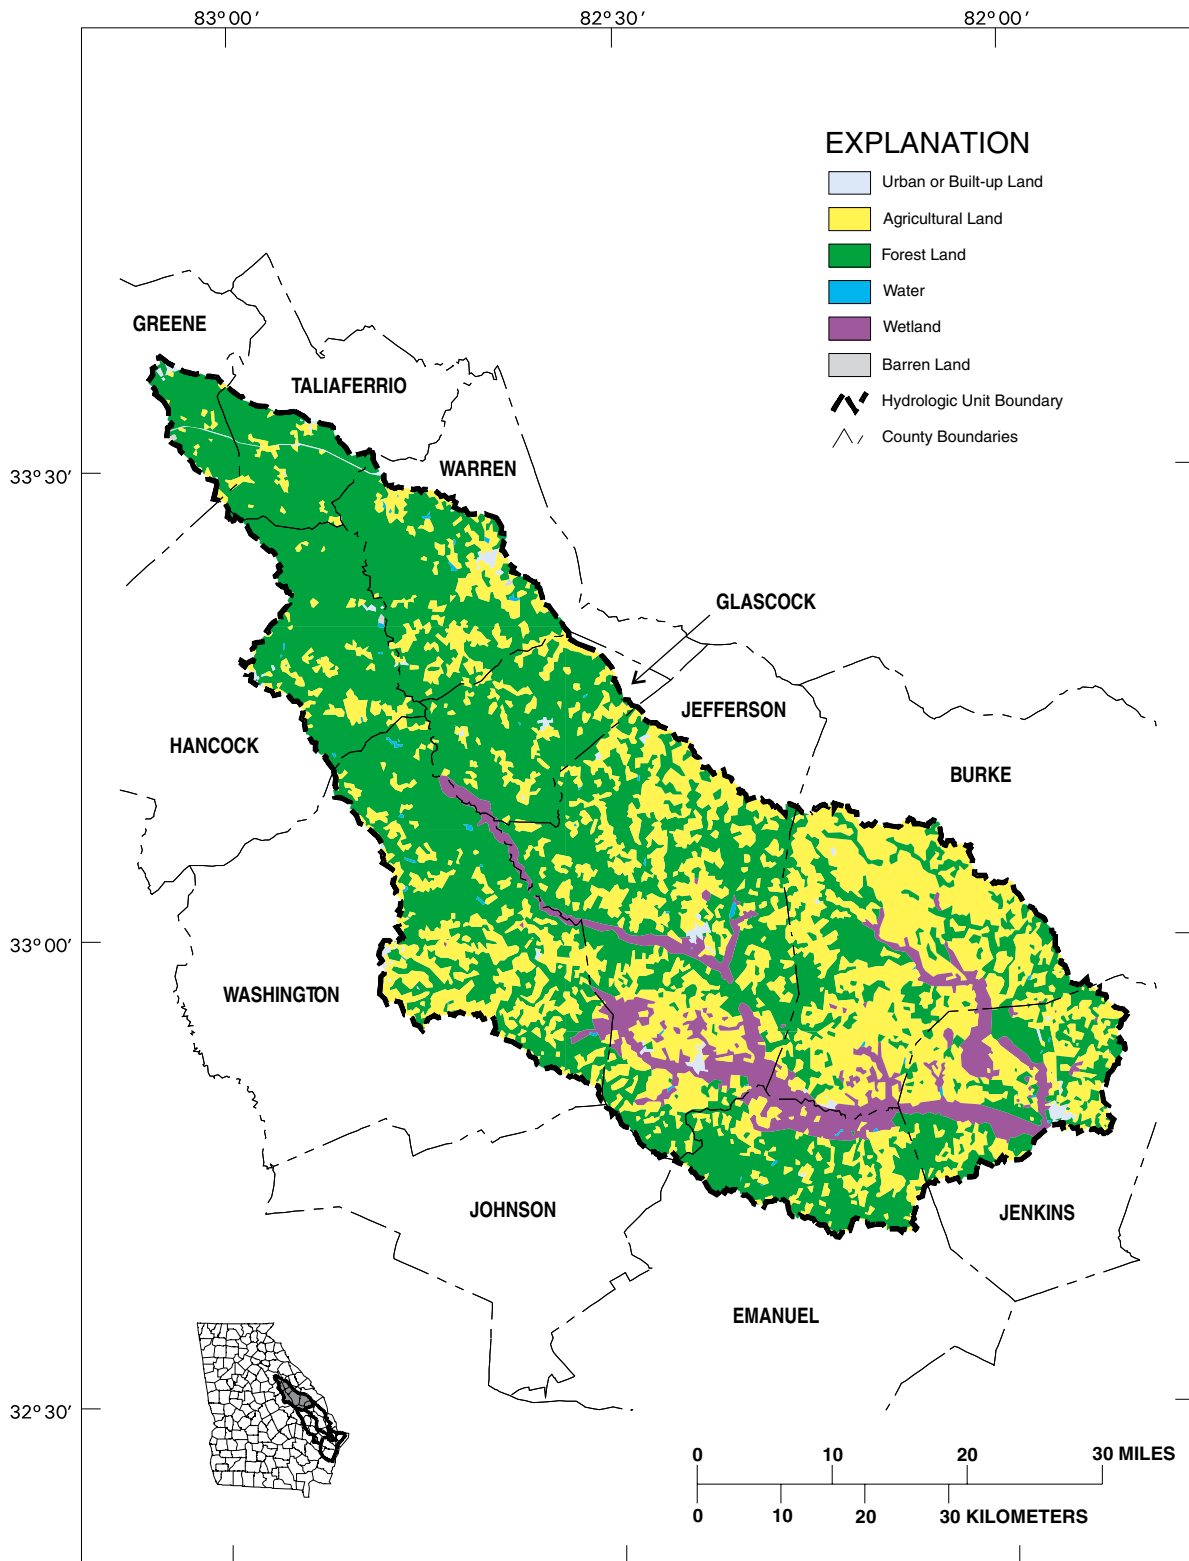 83°00′ 82°30′ 82°00′
EXPLANATION
Urban or Built-up Land
Agricultural Land
Forest Land
Water
Wetland
Barren Land
Hydrologic Unit Boundary
County Boundaries
GREENE
TALIAFERRIO
WARREN
33°30′
GLASCOCK
JEFFERSON
HANCOCK
BURKE
33°00′
WASHINGTON
JOHNSON
JENKINS
EMANUEL
32°30′
0 10 20 30 MILES
0 10 20 30 KILOMETERS